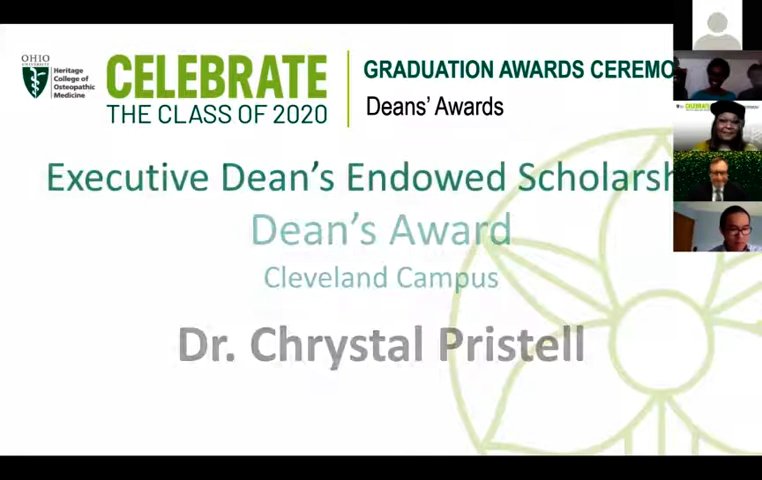 OHIO
UNIVERSITY
Heritage
College of
Osteopathic
Medicine
CELEBRATE
THE CLASS OF 2020
GRADUATION AWARDS CEREMO
Deans’ Awards
Executive Dean’s Endowed Scholarsh
Dean’s Award
Cleveland Campus
Dr. Chrystal Pristell
CELEBRATE